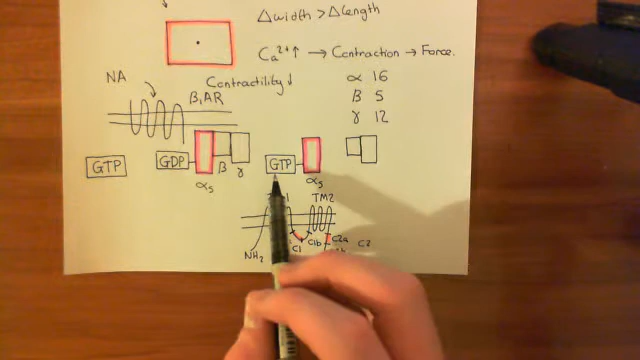 Δwidth > Δlength
Ca²⁺↑ → Contraction → Force.
Contractility ↓
NA
β₁AR
α 16
β 5
γ 12
GTP
GDP
αs
β
γ
GTP
αs
TM2
NH₂
C1
C1b
C2a
C2